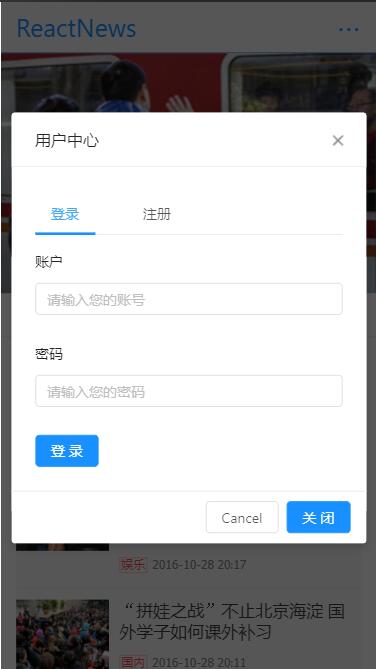 ReactNews
用户中心
登录 注册
账户
请输入您的账号
密码
请输入您的密码
登 录
Cancel 关 闭
娱乐 2016-10-28 20:17
“拼娃之战”不止北京海淀 国
外学子如何课外补习
国内 2016-10-28 20:11